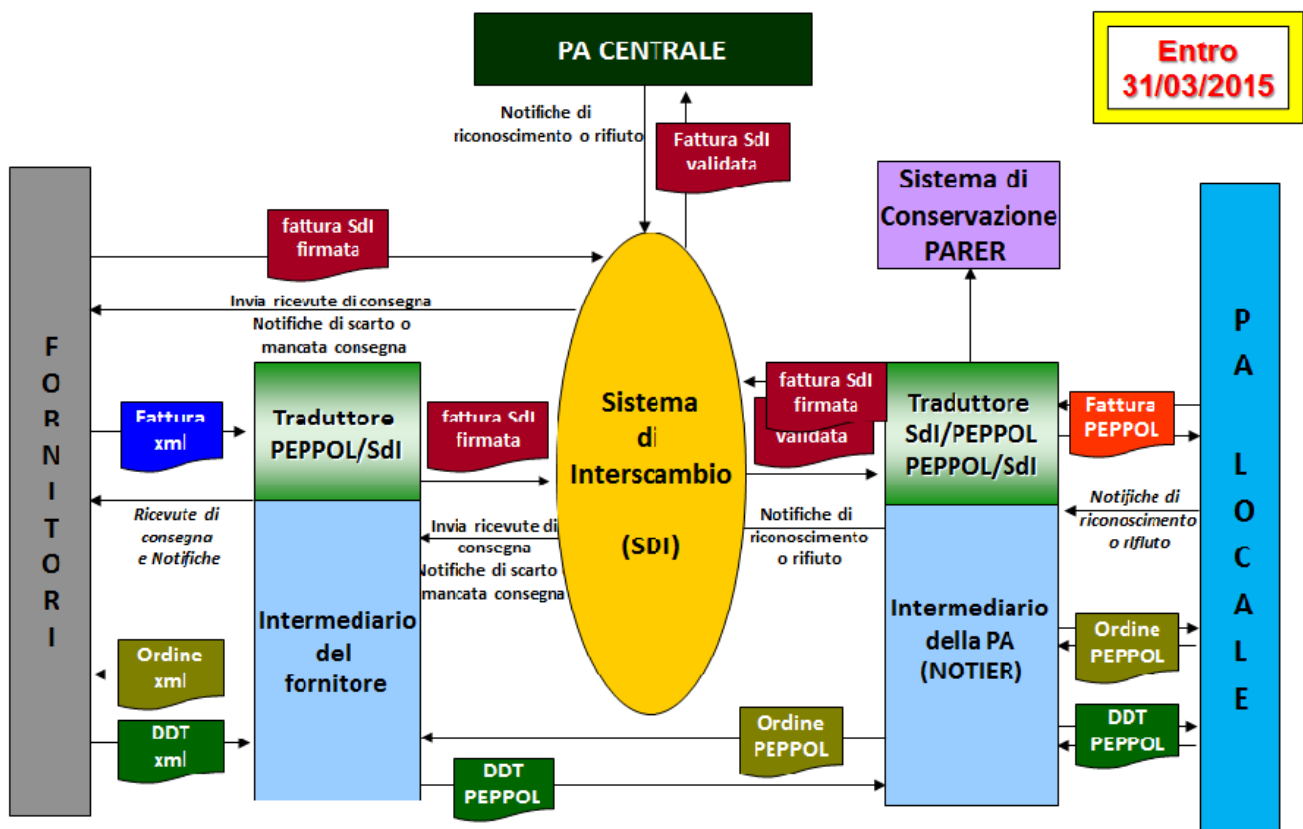 PA CENTRALE
Entro
31/03/2015
Notifiche di
riconoscimento o rifiuto
Fattura SdI
validata
Sistema di
Conservazione
PARER
fattura SdI
firmata
Invia ricevute di consegna
Notifiche di scarto o
mancata consegna
FORNITORI
Fattura
xml
Traduttore
PEPPOL/SdI
fattura SdI
firmata
Sistema
di
Interscambio
(SDI)
fattura SdI
firmata
validata
Traduttore
SdI/PEPPOL
PEPPOL/SdI
Fattura
PEPPOL
PA LOCALE
Ricevute di
consegna
e Notifiche
Invia ricevute di
consegna
Notifiche di scarto
mancata consegna
Notifiche di
riconoscimento
o rifiuto
Notifiche di
riconoscimento
o rifiuto
Intermediario
del
fornitore
Intermediario
della PA
(NOTIER)
Ordine
xml
DDT
xml
Ordine
PEPPOL
DDT
PEPPOL
Ordine
PEPPOL
DDT
PEPPOL